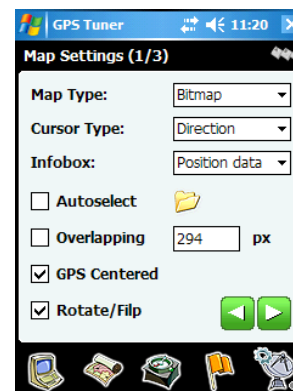 GPS Tuner 11:20
Map Settings (1/3)
Map Type: Bitmap
Cursor Type: Direction
Infobox: Position data
Autoselect
Overlapping 294 px
GPS Centered
Rotate/Filp